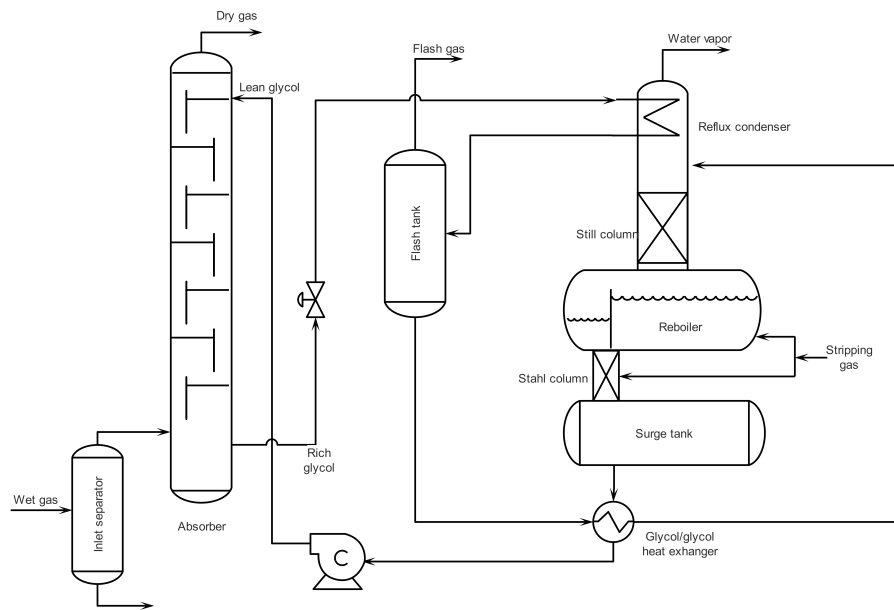 Dry gas
Flash gas
Water vapor
Lean glycol
Reflux condenser
Flash tank
Still column
Reboiler
Stripping
gas
Stahl column
Surge tank
Rich
glycol
Wet gas
Inlet separator
Absorber
Glycol/glycol
heat exhanger
C